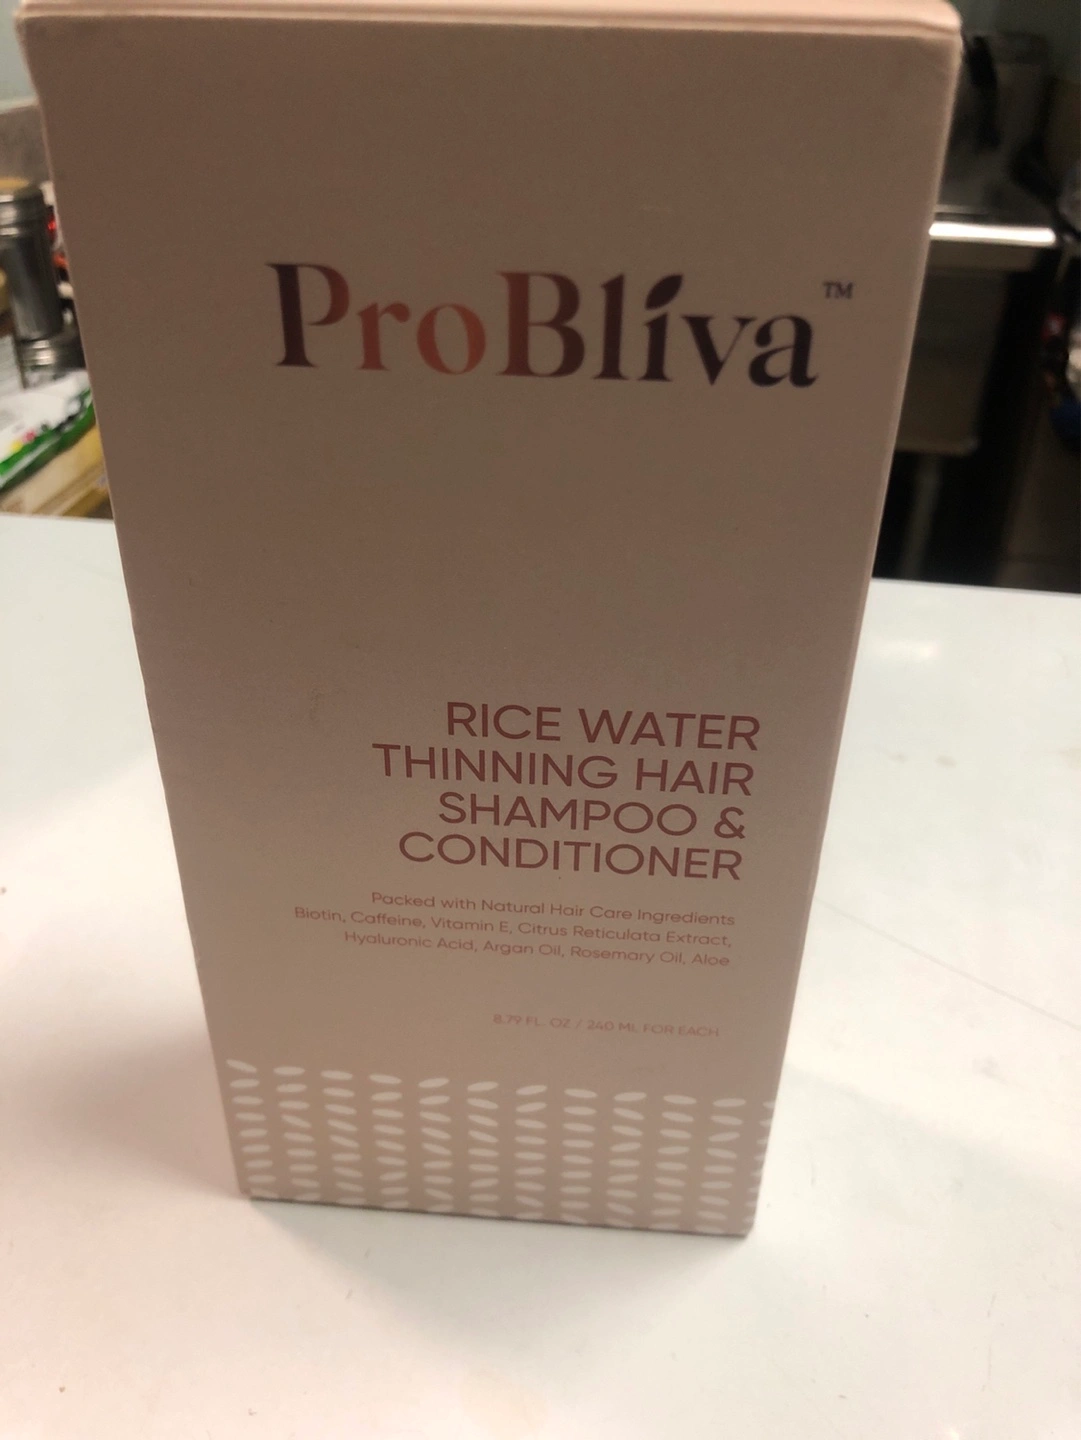 ProBliva™
RICE WATER
THINNING HAIR
SHAMPOO &
CONDITIONER
Packed with Natural Hair Care Ingredients
Biotin, Caffeine, Vitamin E, Citrus Reticulata Extract,
Hyaluronic Acid, Argan Oil, Rosemary Oil, Aloe
8.79 FL. OZ / 240 ML FOR EACH